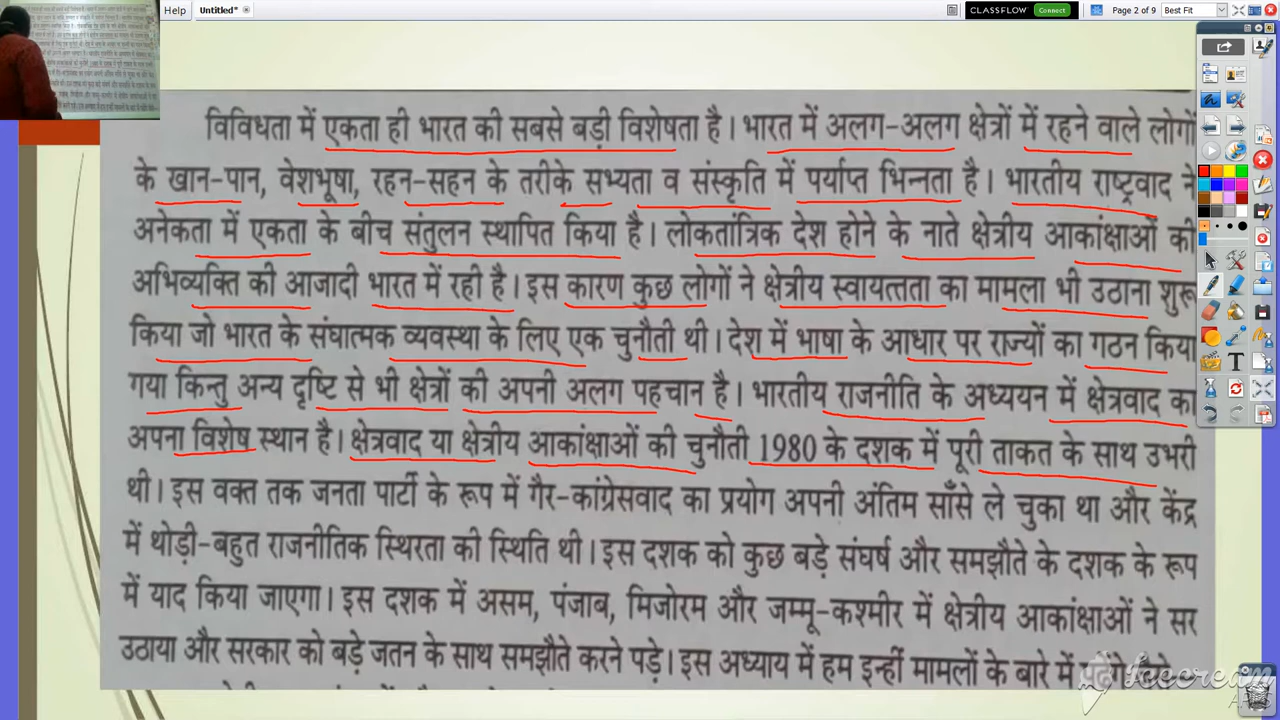 Help
Untitled*
CLASSFLOW Connect
Page 2 of 9
Best Fit
विविधता में एकता ही भारत की सबसे बड़ी विशेषता है। भारत में अलग-अलग क्षेत्रों में रहने वाले लोगों
के खान-पान, वेशभूषा, रहन-सहन के तरीके सभ्यता व संस्कृति में पर्याप्त भिन्नता है। भारतीय राष्ट्रवाद ने
अनेकता में एकता के बीच संतुलन स्थापित किया है। लोकतांत्रिक देश होने के नाते क्षेत्रीय आकांक्षाओं की
अभिव्यक्ति की आजादी भारत में रही है। इस कारण कुछ लोगों ने क्षेत्रीय स्वायत्तता का मामला भी उठाना शुरू
किया जो भारत के संघात्मक व्यवस्था के लिए एक चुनौती थी। देश में भाषा के आधार पर राज्यों का गठन किया
गया किन्तु अन्य दृष्टि से भी क्षेत्रों की अपनी अलग पहचान है। भारतीय राजनीति के अध्ययन में क्षेत्रवाद का
अपना विशेष स्थान है। क्षेत्रवाद या क्षेत्रीय आकांक्षाओं की चुनौती 1980 के दशक में पूरी ताकत के साथ उभरी
थी। इस वक्त तक जनता पार्टी के रूप में गैर-कांग्रेसवाद का प्रयोग अपनी अंतिम साँसे ले चुका था और केंद्र
में थोड़ी-बहुत राजनीतिक स्थिरता की स्थिति थी। इस दशक को कुछ बड़े संघर्ष और समझौते के दशक के रूप
में याद किया जाएगा। इस दशक में असम, पंजाब, मिजोरम और जम्मू-कश्मीर में क्षेत्रीय आकांक्षाओं ने सर
उठाया और सरकार को बड़े जतन के साथ समझौते करने पड़े। इस अध्याय में हम इन्हीं मामलों के बारे में
Icecream
APPS